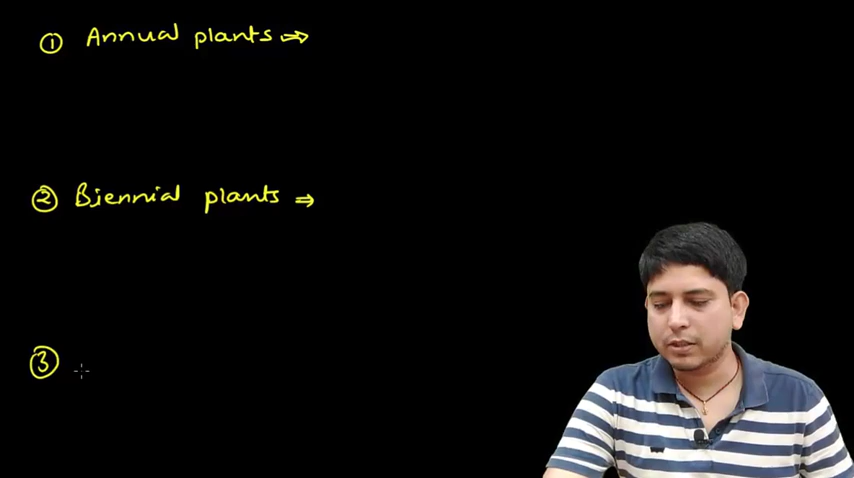 ① Annual plants ⇒
② Biennial plants ⇒
③